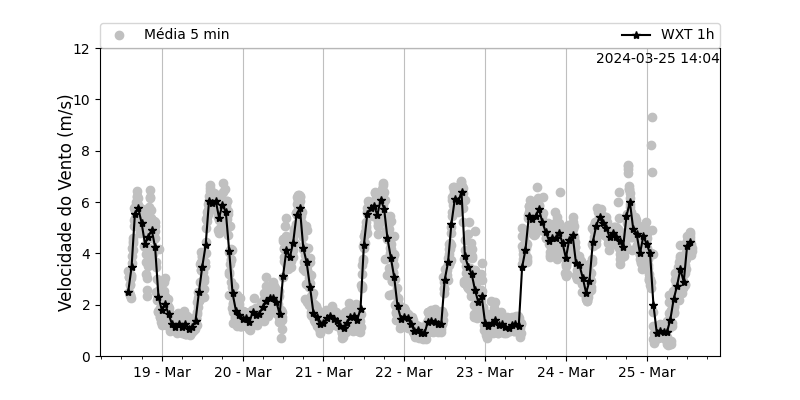 Média 5 min
WXT 1h
2024-03-25 14:04
Velocidade do Vento (m/s)
12
10
8
6
4
2
0
19 - Mar
20 - Mar
21 - Mar
22 - Mar
23 - Mar
24 - Mar
25 - Mar